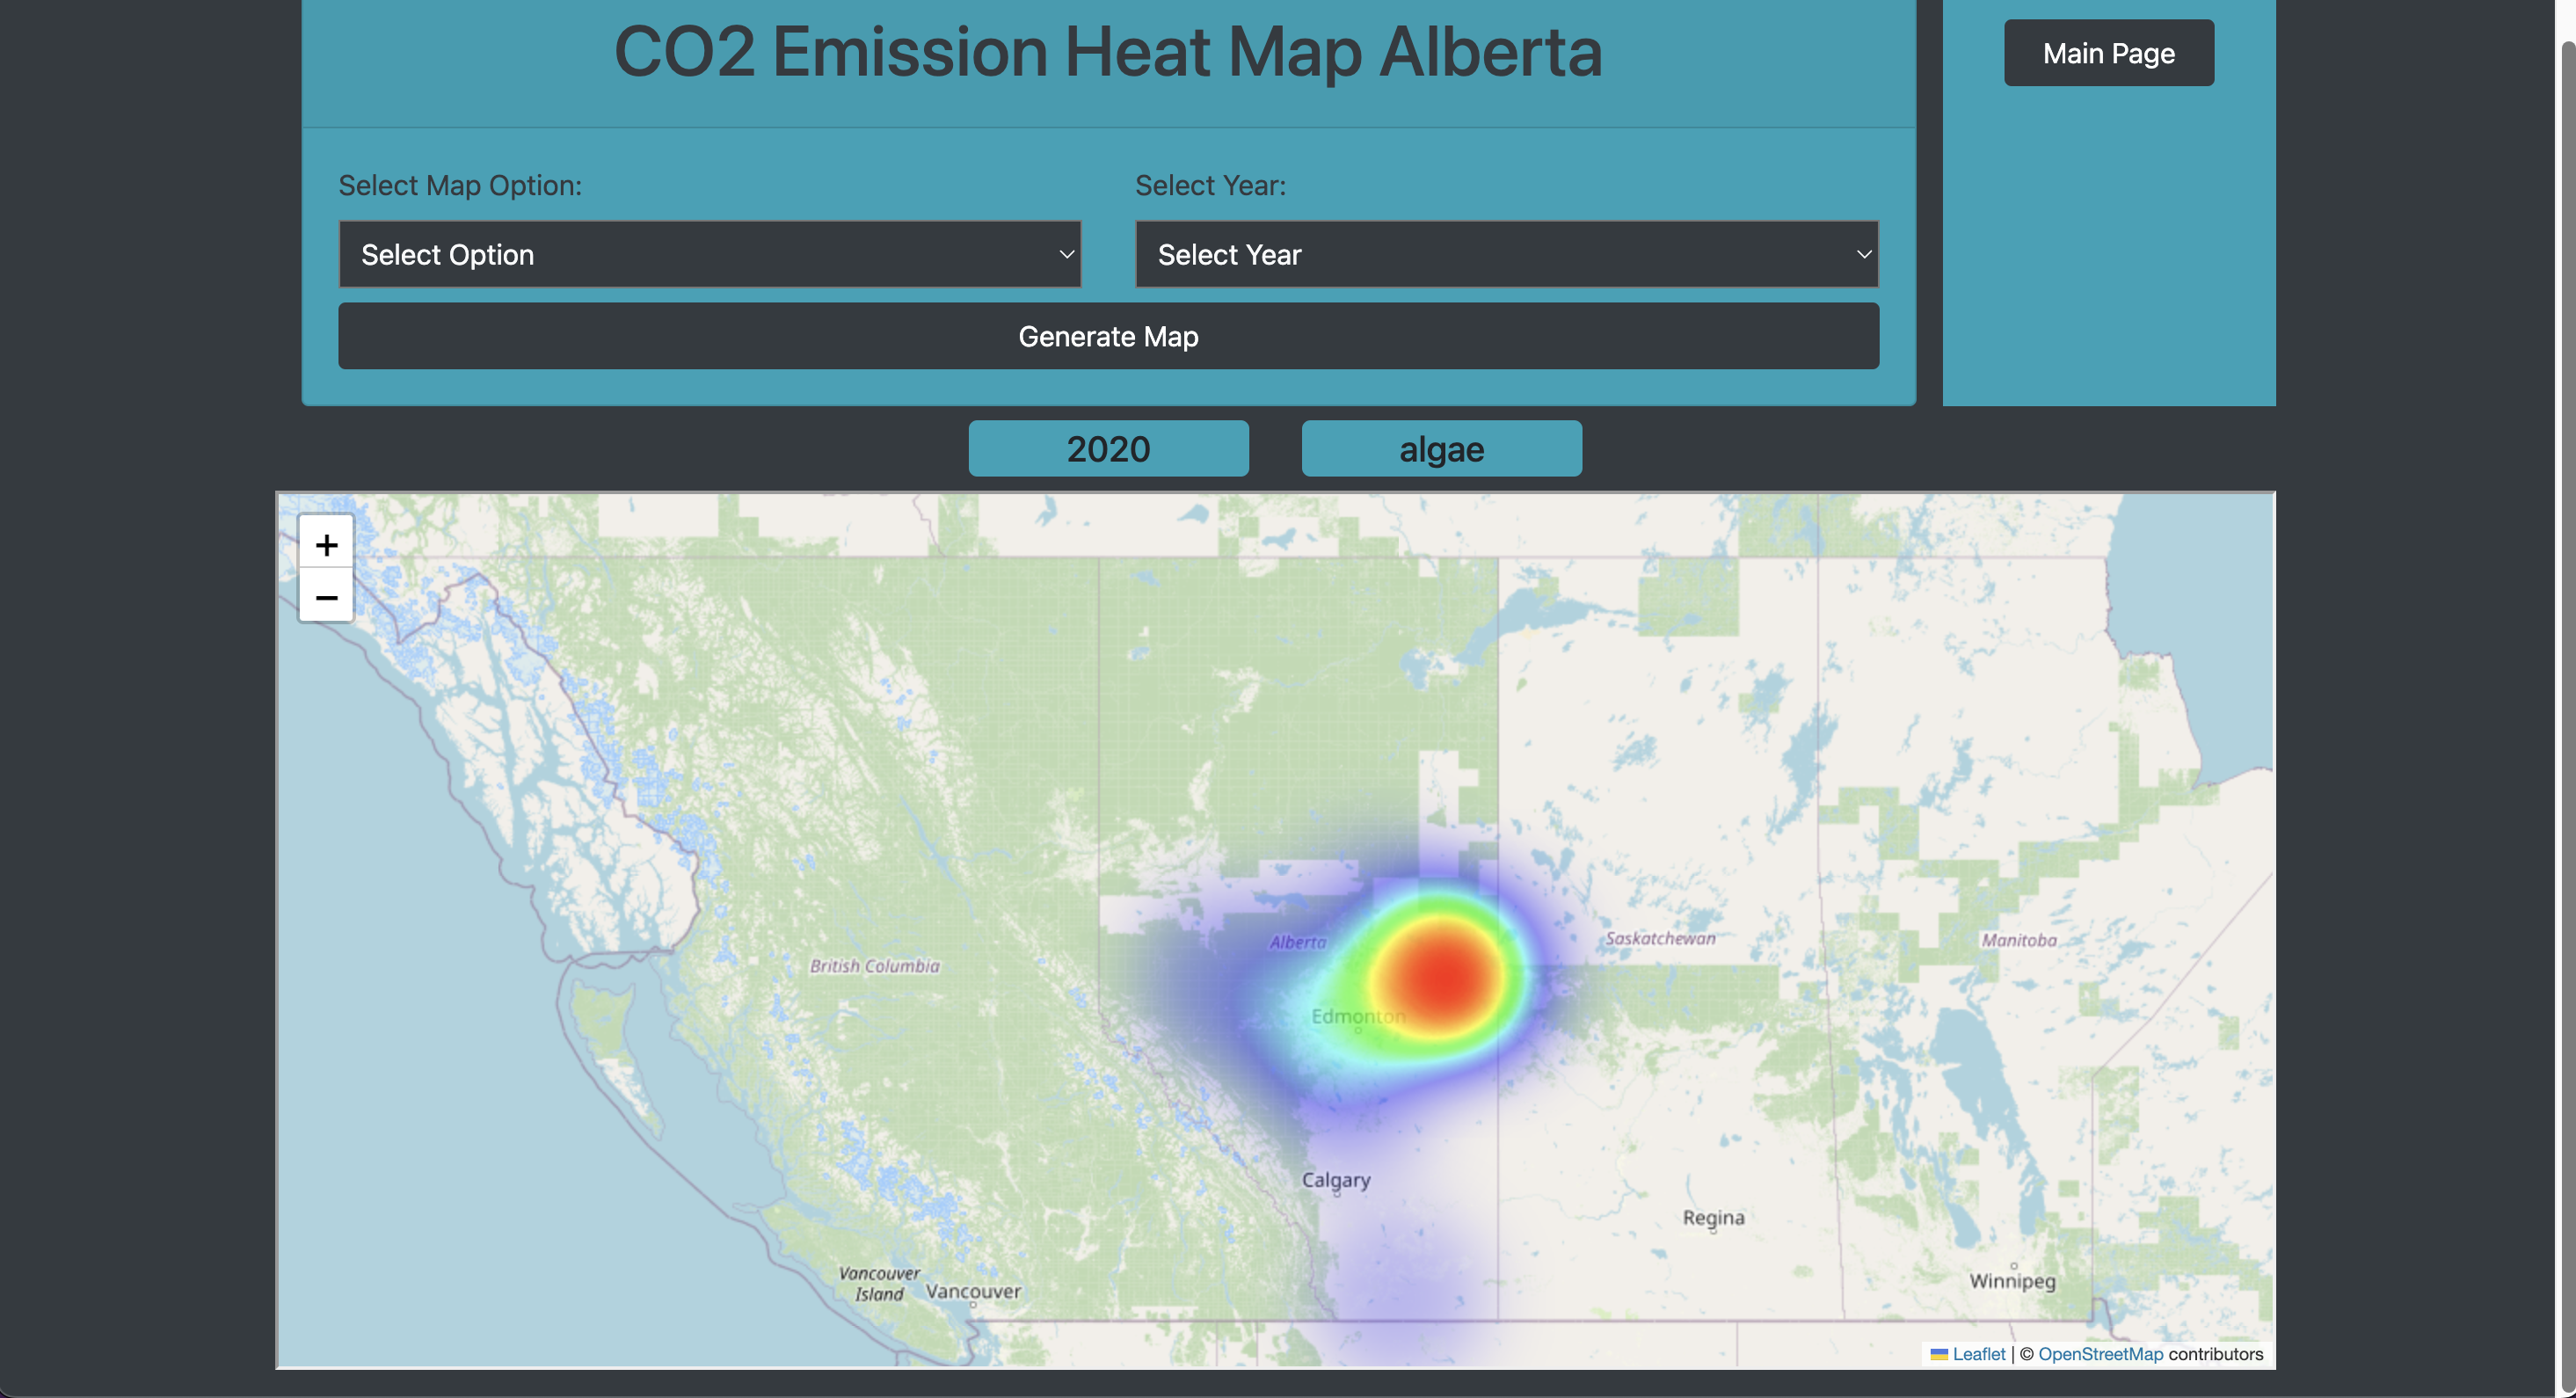 CO2 Emission Heat Map Alberta
Main Page
Select Map Option:
Select Year:
Select Option
Select Year
Generate Map
2020
algae
+
−
Alberta
Saskatchewan
Manitoba
British Columbia
Edmonton
Calgary
Regina
Vancouver
Island
Vancouver
Winnipeg
Leaflet | © OpenStreetMap contributors